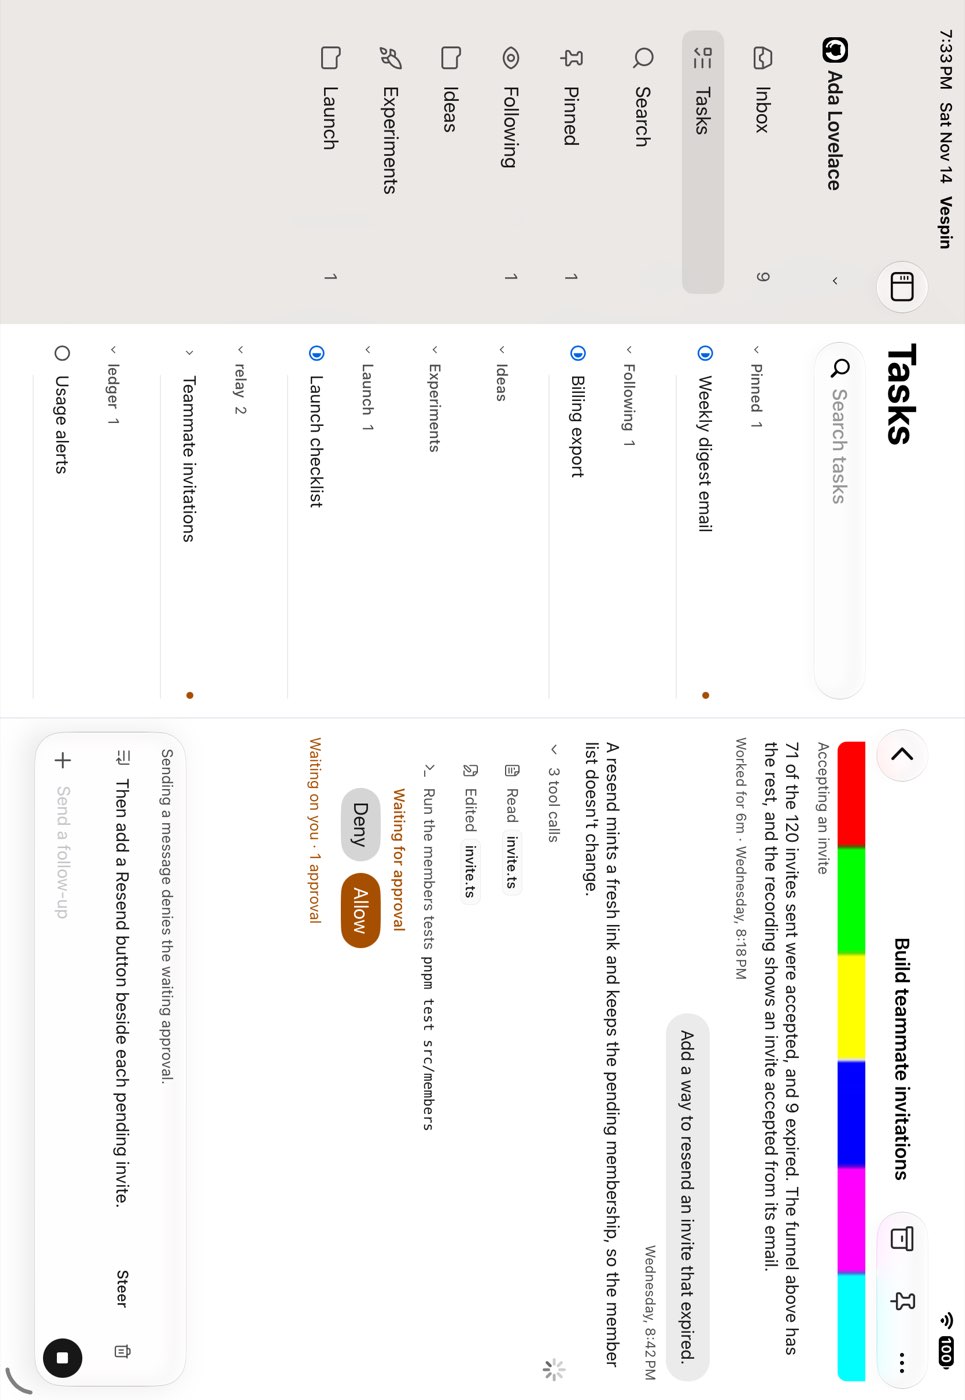 7:33 PM Sat Nov 14 Vespin
100
Ada Lovelace
Inbox 9
Tasks
Search
Pinned 1
Following 1
Ideas
Experiments
Launch 1
Tasks
Search tasks
Pinned 1
Weekly digest email
Following 1
Billing export
Ideas
Experiments
Launch 1
Launch checklist
relay 2
Teammate invitations
ledger 1
Usage alerts
Build teammate invitations
Accepting an invite
71 of the 120 invites sent were accepted, and 9 expired. The funnel above has
the rest, and the recording shows an invite accepted from its email.
Worked for 6m · Wednesday, 8:18 PM
Add a way to resend an invite that expired.
Wednesday, 8:42 PM
A resend mints a fresh link and keeps the pending membership, so the member
list doesn't change.
3 tool calls
Read invite.ts
Edited invite.ts
Run the members tests pnpm test src/members
Waiting for approval
Deny Allow
Waiting on you · 1 approval
Sending a message denies the waiting approval.
Then add a Resend button beside each pending invite. Steer
Send a follow-up